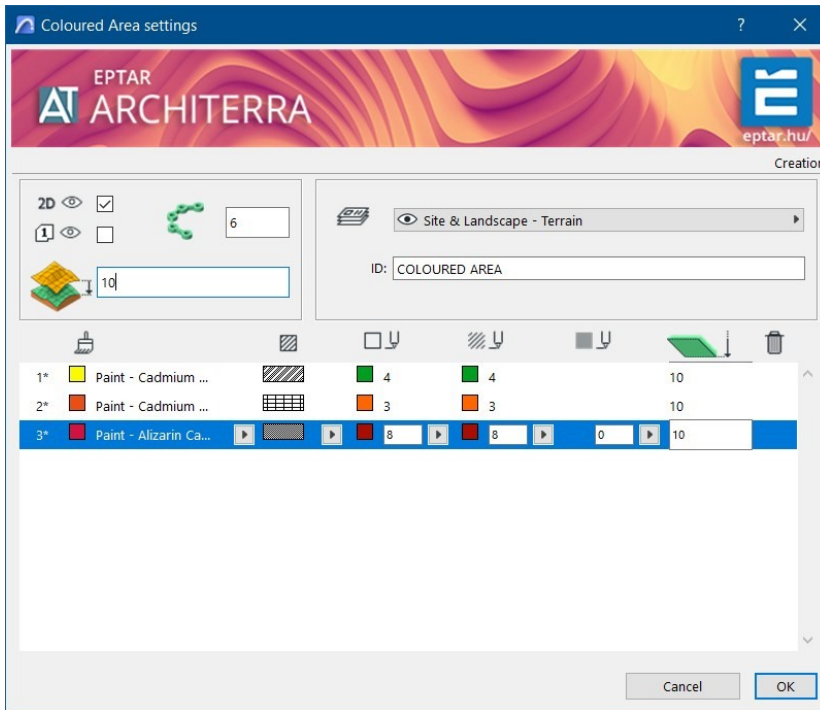 Coloured Area settings
?
EPTAR
AT ARCHITERRA
eptar.hu/
Creation
2D
6
1
Site & Landscape - Terrain
10
ID: COLOURED AREA
1* Paint - Cadmium ... 4 4 10
2* Paint - Cadmium ... 3 3 10
3* Paint - Alizarin Ca... 8 8 0 10
Cancel OK